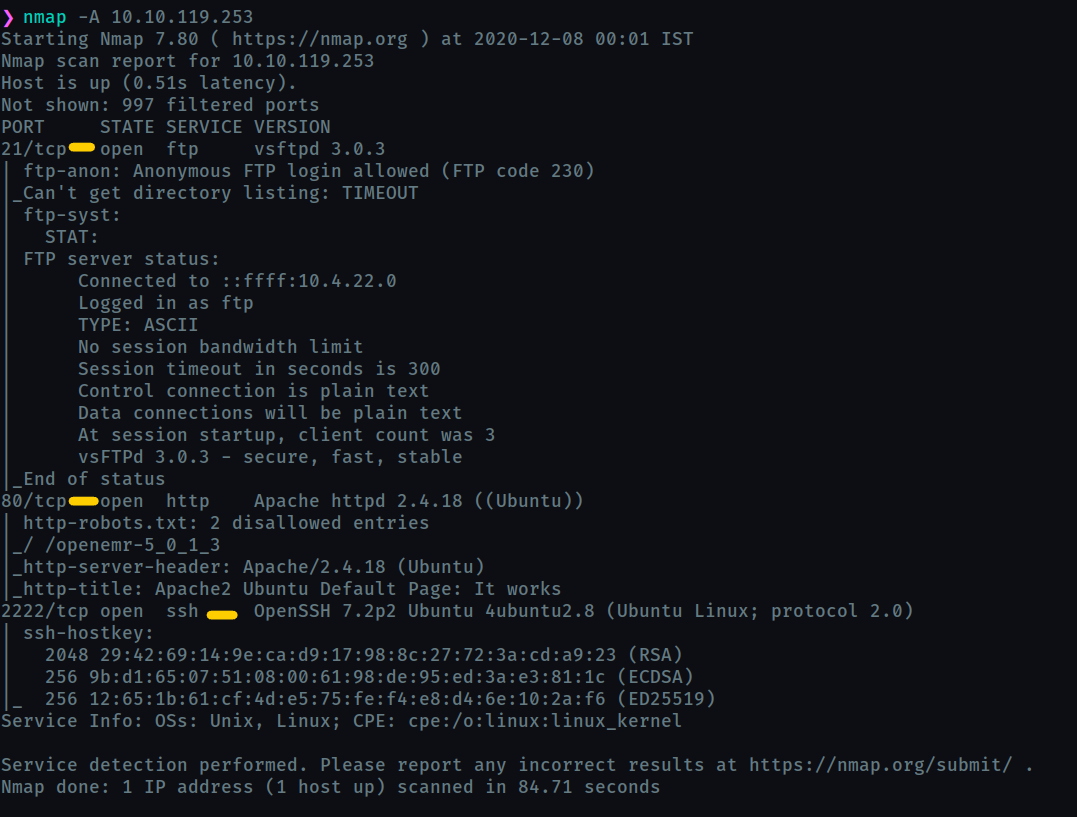 ❯ nmap -A 10.10.119.253
Starting Nmap 7.80 ( https://nmap.org ) at 2020-12-08 00:01 IST
Nmap scan report for 10.10.119.253
Host is up (0.51s latency).
Not shown: 997 filtered ports
PORT     STATE SERVICE VERSION
21/tcp   open  ftp     vsftpd 3.0.3
| ftp-anon: Anonymous FTP login allowed (FTP code 230)
|_Can't get directory listing: TIMEOUT
| ftp-syst:
|   STAT:
| FTP server status:
|      Connected to ::ffff:10.4.22.0
|      Logged in as ftp
|      TYPE: ASCII
|      No session bandwidth limit
|      Session timeout in seconds is 300
|      Control connection is plain text
|      Data connections will be plain text
|      At session startup, client count was 3
|      vsFTPd 3.0.3 - secure, fast, stable
|_End of status
80/tcp   open  http    Apache httpd 2.4.18 ((Ubuntu))
| http-robots.txt: 2 disallowed entries
|_/ /openemr-5_0_1_3
|_http-server-header: Apache/2.4.18 (Ubuntu)
|_http-title: Apache2 Ubuntu Default Page: It works
2222/tcp open  ssh     OpenSSH 7.2p2 Ubuntu 4ubuntu2.8 (Ubuntu Linux; protocol 2.0)
| ssh-hostkey:
|   2048 29:42:69:14:9e:ca:d9:17:98:8c:27:72:3a:cd:a9:23 (RSA)
|   256 9b:d1:65:07:51:08:00:61:98:de:95:ed:3a:e3:81:1c (ECDSA)
|_  256 12:65:1b:61:cf:4d:e5:75:fe:f4:e8:d4:6e:10:2a:f6 (ED25519)
Service Info: OSs: Unix, Linux; CPE: cpe:/o:linux:linux_kernel
Service detection performed. Please report any incorrect results at https://nmap.org/submit/ .
Nmap done: 1 IP address (1 host up) scanned in 84.71 seconds